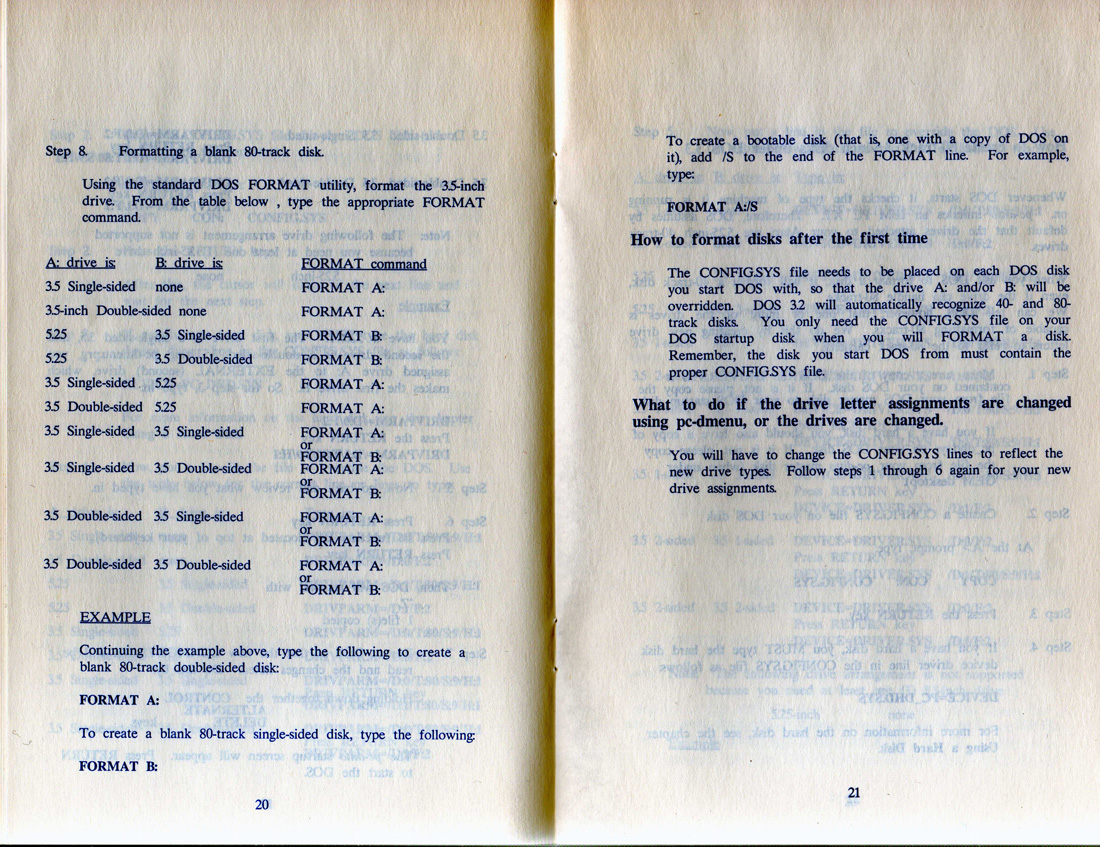 Step 8. Formatting a blank 80-track disk.
Using the standard DOS FORMAT utility, format the 3.5-inch
drive. From the table below , type the appropriate FORMAT
command.
A: drive is: B: drive is: FORMAT command
3.5 Single-sided none FORMAT A:
3.5-inch Double-sided none FORMAT A:
5.25 3.5 Single-sided FORMAT B:
5.25 3.5 Double-sided FORMAT B:
3.5 Single-sided 5.25 FORMAT A:
3.5 Double-sided 5.25 FORMAT A:
3.5 Single-sided 3.5 Single-sided FORMAT A:
or
FORMAT B:
3.5 Single-sided 3.5 Double-sided FORMAT A:
or
FORMAT B:
3.5 Double-sided 3.5 Single-sided FORMAT A:
or
FORMAT B:
3.5 Double-sided 3.5 Double-sided FORMAT A:
or
FORMAT B:
EXAMPLE
Continuing the example above, type the following to create a
blank 80-track double-sided disk:
FORMAT A:
To create a blank 80-track single-sided disk, type the following:
FORMAT B:
20
To create a bootable disk (that is, one with a copy of DOS on
it), add /S to the end of the FORMAT line. For example,
type:
FORMAT A:/S
How to format disks after the first time
The CONFIG.SYS file needs to be placed on each DOS disk
you start DOS with, so that the drive A: and/or B: will be
overridden. DOS 3.2 will automatically recognize 40- and 80-
track disks. You only need the CONFIG.SYS file on your
DOS startup disk when you will FORMAT a disk.
Remember, the disk you start DOS from must contain the
proper CONFIG.SYS file.
What to do if the drive letter assignments are changed
using pc-dmenu, or the drives are changed.
You will have to change the CONFIG.SYS lines to reflect the
new drive types. Follow steps 1 through 6 again for your new
drive assignments.
21